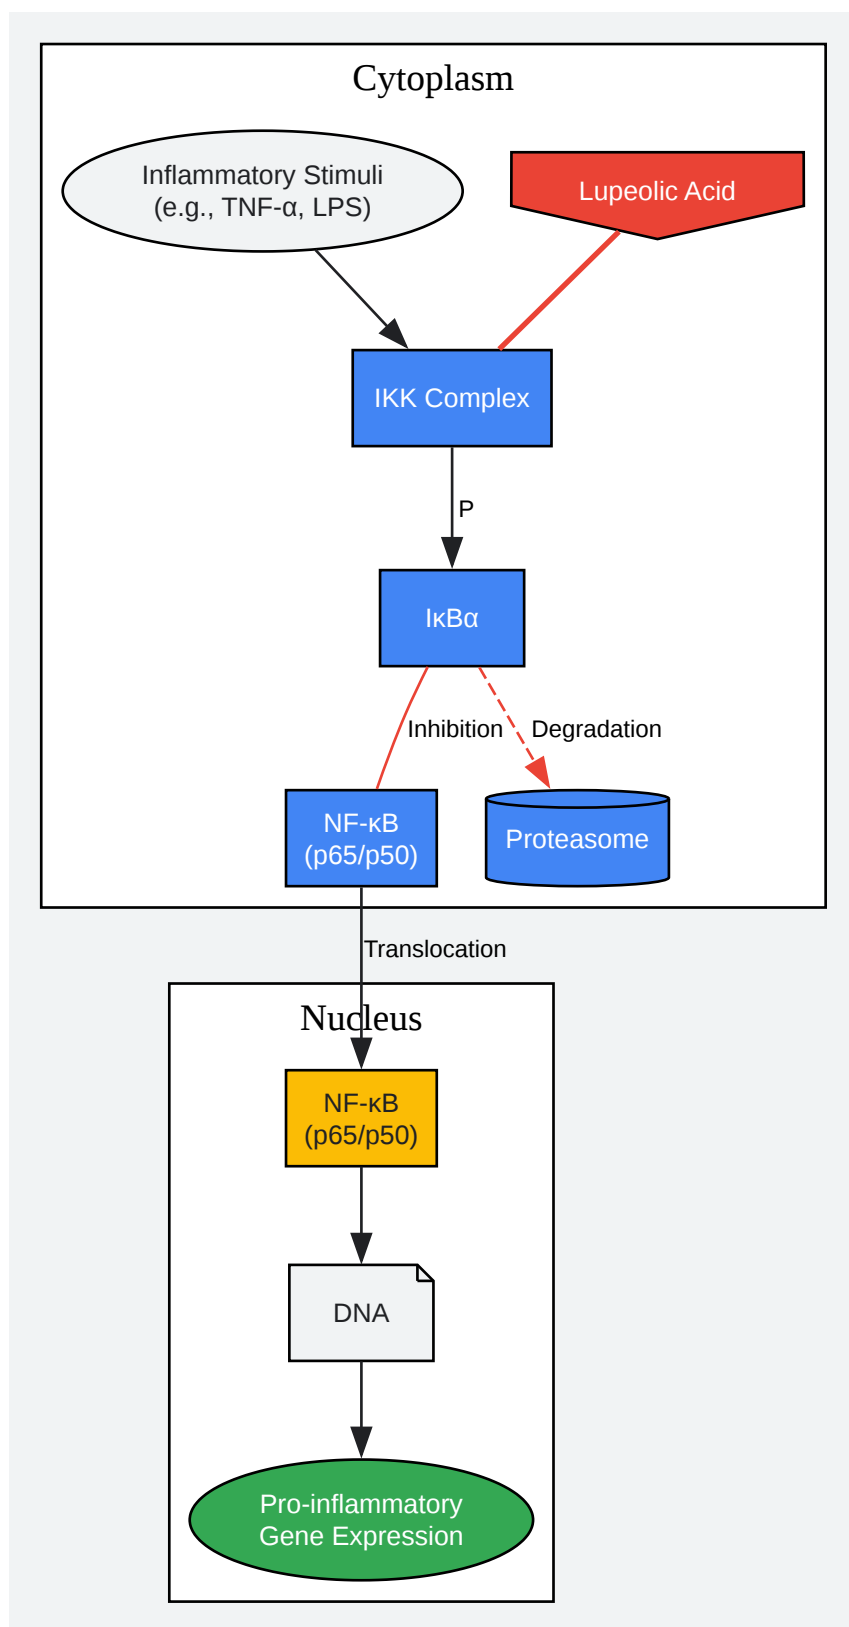 Cytoplasm
Inflammatory Stimuli
(e.g., TNF-α, LPS)
Lupeolic Acid
IKK Complex
P
IκBα
Inhibition
Degradation
NF-κB
(p65/p50)
Proteasome
Translocation
Nucleus
NF-κB
(p65/p50)
DNA
Pro-inflammatory
Gene Expression